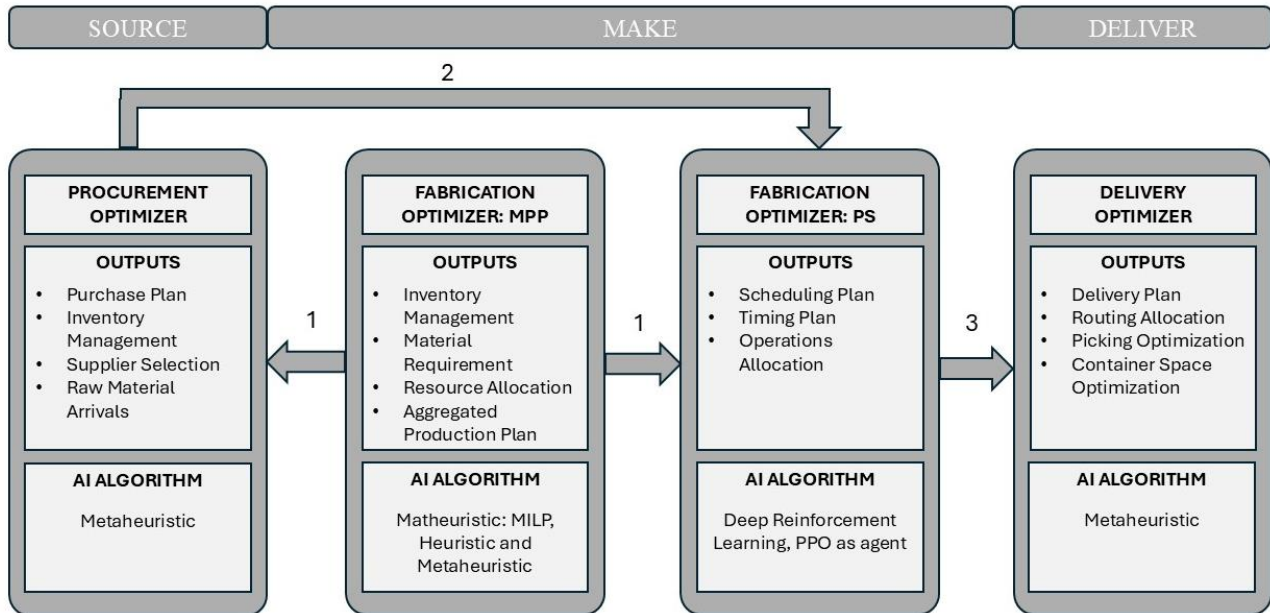 SOURCE
MAKE
DELIVER
2
PROCUREMENT
OPTIMIZER
OUTPUTS
• Purchase Plan
• Inventory
Management
• Supplier Selection
• Raw Material
Arrivals
AI ALGORITHM
Metaheuristic
1
FABRICATION
OPTIMIZER: MPP
OUTPUTS
• Inventory
Management
• Material
Requirement
• Resource Allocation
• Aggregated
Production Plan
AI ALGORITHM
Matheuristic: MILP,
Heuristic and
Metaheuristic
1
FABRICATION
OPTIMIZER: PS
OUTPUTS
• Scheduling Plan
• Timing Plan
• Operations
Allocation
AI ALGORITHM
Deep Reinforcement
Learning, PPO as agent
3
DELIVERY
OPTIMIZER
OUTPUTS
• Delivery Plan
• Routing Allocation
• Picking Optimization
• Container Space
Optimization
AI ALGORITHM
Metaheuristic